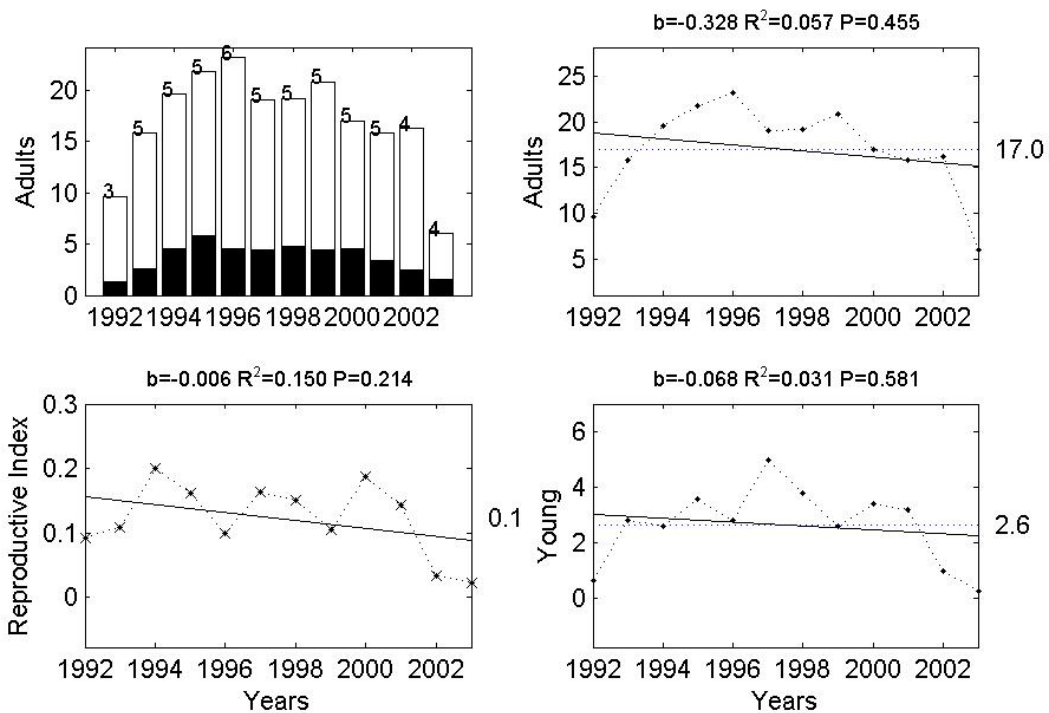 b=-0.328 R²=0.057 P=0.455
20
15
10
5
0
Adults
3
5
5
5
6
5
5
5
5
5
4
4
1992 1994 1996 1998 2000 2002
25
20
15
10
5
Adults
17.0
1992 1994 1996 1998 2000 2002
b=-0.006 R²=0.150 P=0.214
0.3
0.2
0.1
0
Reproductive Index
0.1
1992 1994 1996 1998 2000 2002
Years
b=-0.068 R²=0.031 P=0.581
6
4
2
0
Young
2.6
1992 1994 1996 1998 2000 2002
Years